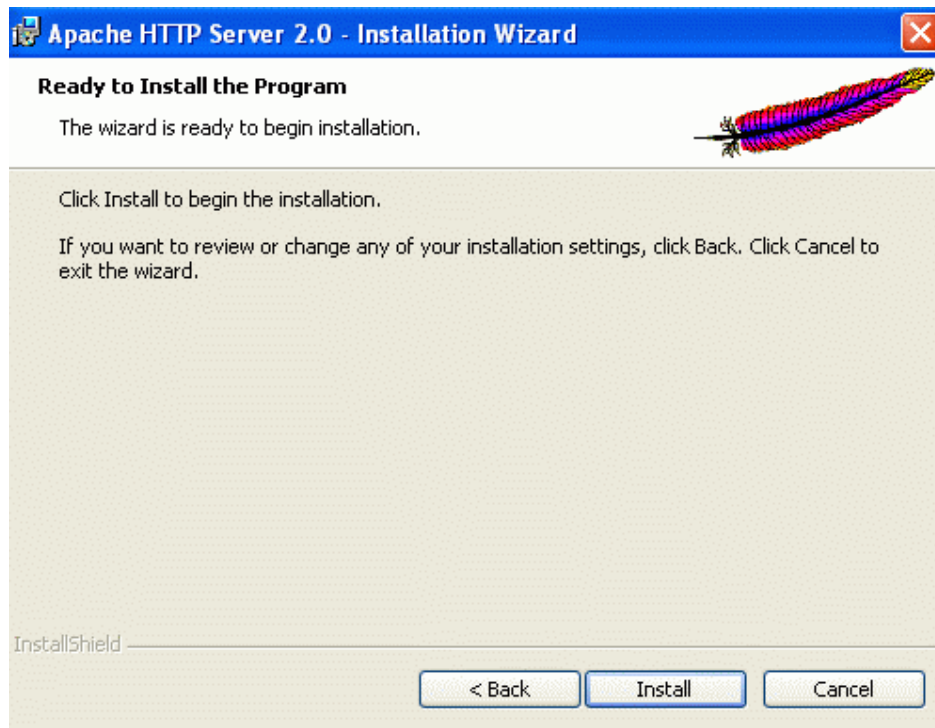 Apache HTTP Server 2.0 - Installation Wizard
Ready to Install the Program
The wizard is ready to begin installation.
Click Install to begin the installation.
If you want to review or change any of your installation settings, click Back. Click Cancel to
exit the wizard.
InstallShield
< Back
Install
Cancel